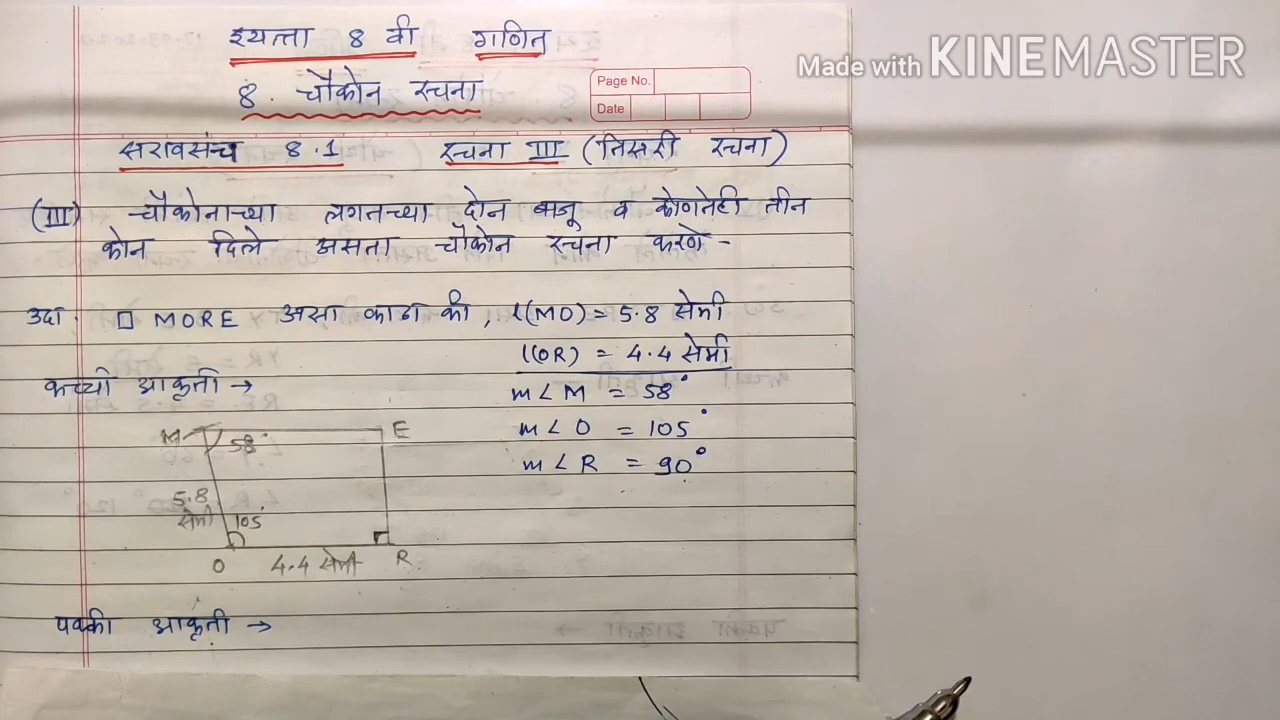 इयत्ता 8 वी गणित
Made with KINEMASTER
8. चौकोन रचना
Page No.
Date
सरावसंच 8.1 रचना III (तिसरी रचना)
(III) चौकोनाच्या लगतच्या दोन बाजू व कोणतेही तीन
कोन दिले असता चौकोन रचना करणे -
उदा. □ MORE असा काढा की, l(MO) = 5.8 सेमी
l(OR) = 4.4 सेमी
कच्ची आकृती →
m∠M = 58°
m∠O = 105°
m∠R = 90°
M 58° E
5.8
सेमी 105°
O 4.4 सेमी R
पक्की आकृती →